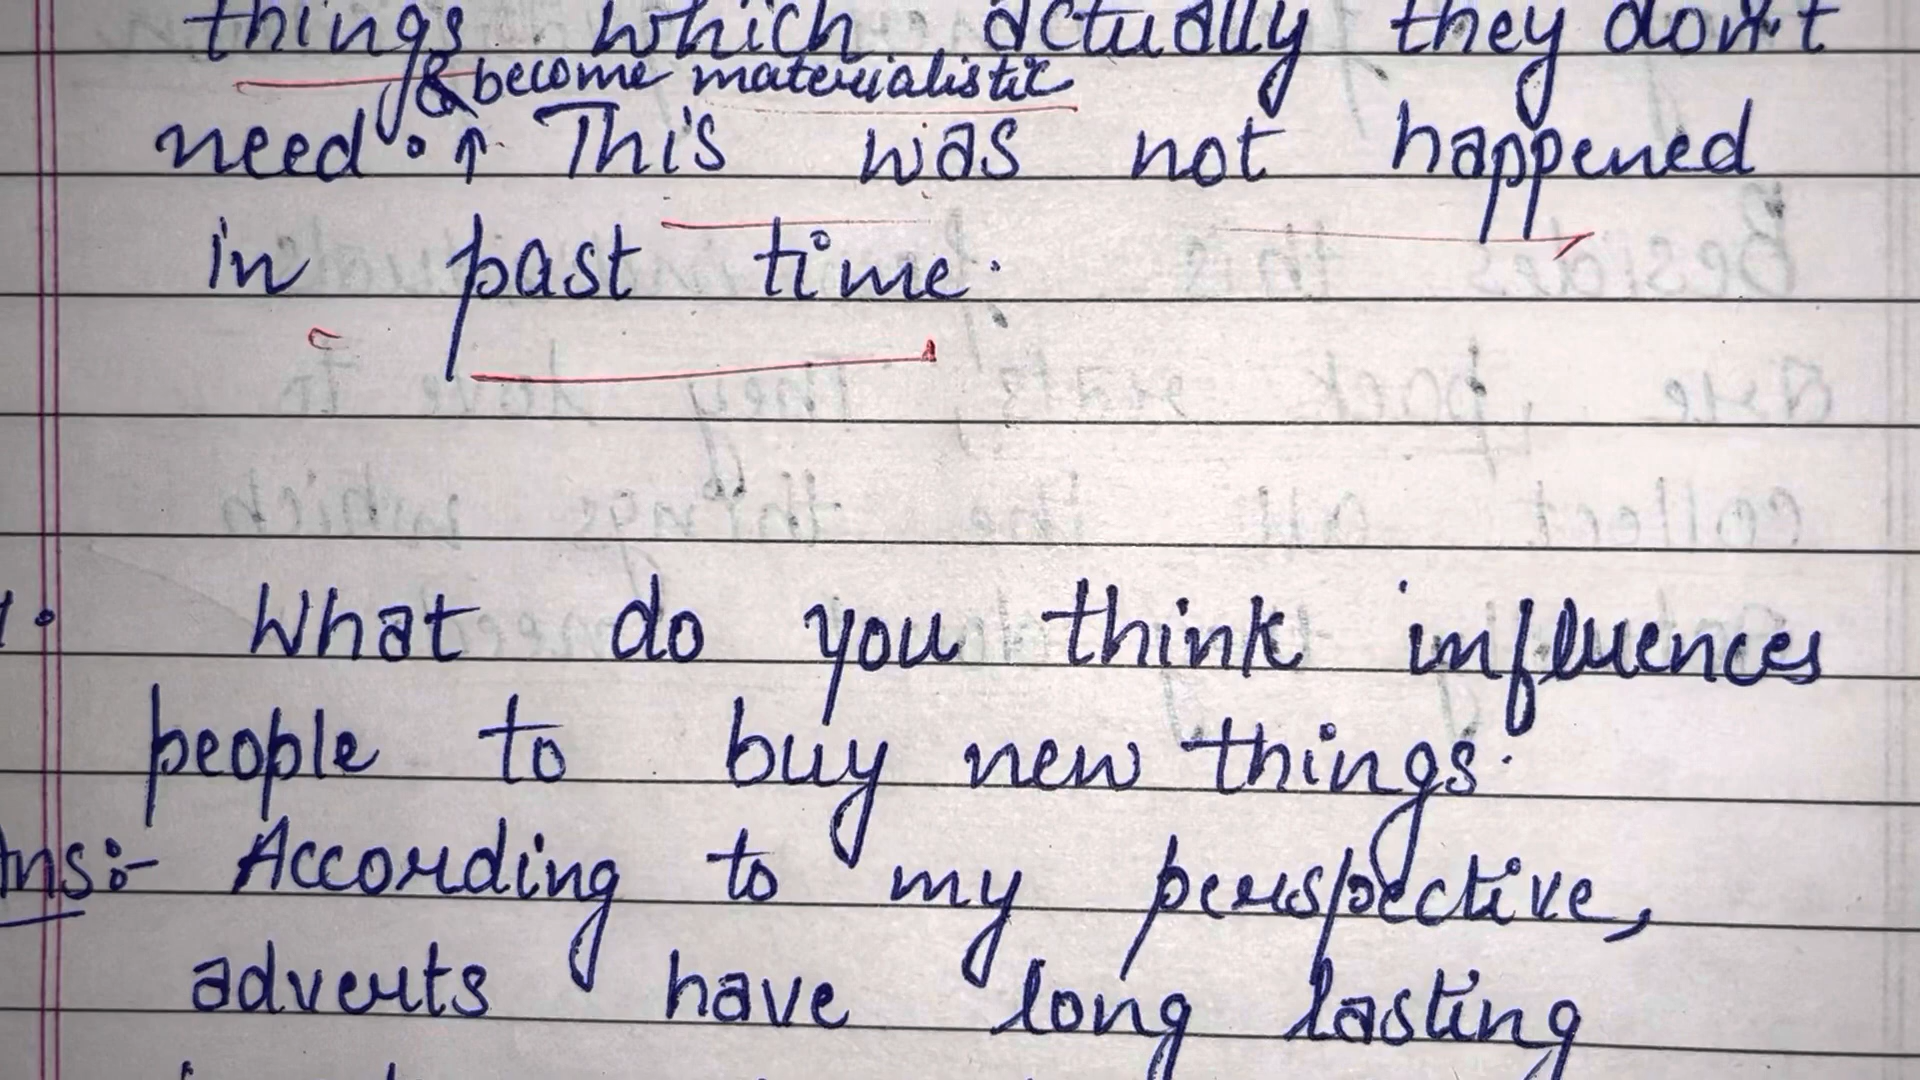 things which actually they don't
& become materialistic
need. ↑ This was not happened
in past time.
What do you think influences
people to buy new things.
Ans:- According to my perspective,
adverts have long lasting